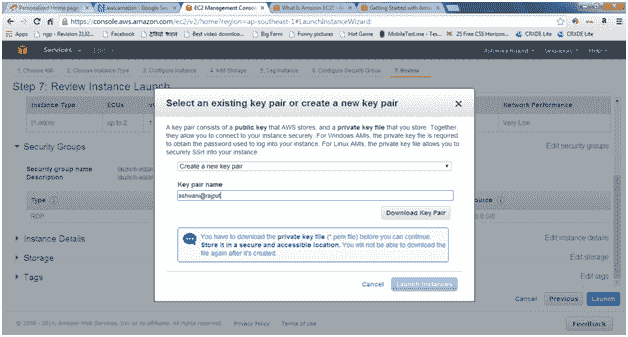 Personalized Home page
aws.amazon - Google Se
EC2 Management Conso
What Is Amazon EC2? - A
Getting Started with Am
https://console.aws.amazon.com/ec2/v2/home?region=ap-southeast-1#LaunchInstanceWizard:
Apps
Facebook
Big Farm
Funny pictures
Hot Game
MobileTest.me - Tes
25 Free CSS Horizon
CRXIDE Lite
CRXDE Lite
Services
Edit
Singapore
Help
1. Choose AMI
2. Choose Instance Type
3. Configure Instance
4. Add Storage
5. Tag Instance
6. Configure Security Group
7. Review
Step 7: Review Instance Launch
Select an existing key pair or create a new key pair
Instance Type
ECUs
Network Performance
A key pair consists of a public key that AWS stores, and a private key file that you store. Together,
t1.micro
up to 2
Very Low
they allow you to connect to your instance securely. For Windows AMIs, the private key file is required
to obtain the password used to log into your instance. For Linux AMIs, the private key file allows you to
securely SSH into your instance.
Security Groups
Edit security groups
Create a new key pair
Security group name
Description
Key pair name
ashwani@rajput
Type
Source
RDP
0.0.0.0/0
Download Key Pair
You have to download the private key file (*.pem file) before you can continue.
Store it in a secure and accessible location. You will not be able to download the
file again after it's created.
Instance Details
Edit instance details
Storage
Edit storage
Tags
Edit tags
Cancel
Launch Instances
Cancel
Previous
Launch
© 2008 - 2014, Amazon Web Services, Inc. or its affiliates. All rights reserved.
Privacy Policy
Terms of Use
Feedback